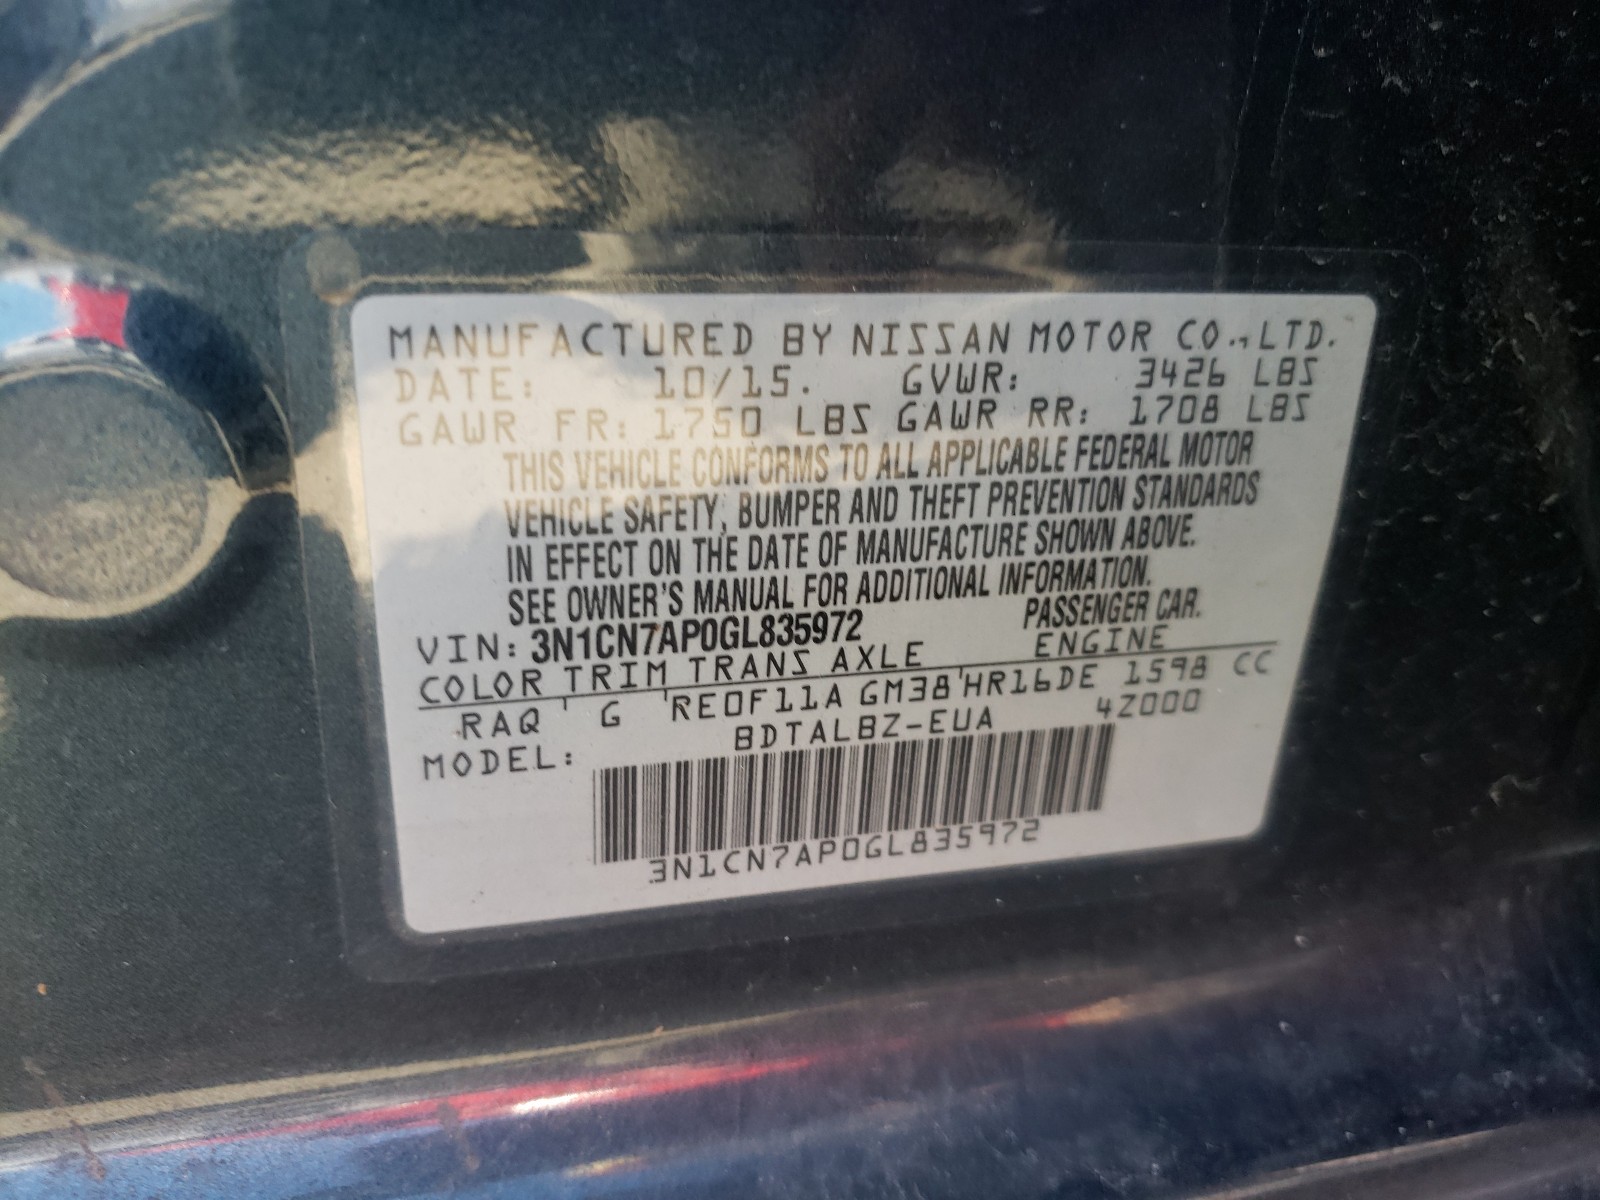 MANUFACTURED BY NISSAN MOTOR CO., LTD.
DATE: 10/15. GVWR: 3426 LBS
GAWR FR: 1750 LBS GAWR RR: 1708 LBS
THIS VEHICLE CONFORMS TO ALL APPLICABLE FEDERAL MOTOR
VEHICLE SAFETY, BUMPER AND THEFT PREVENTION STANDARDS
IN EFFECT ON THE DATE OF MANUFACTURE SHOWN ABOVE.
SEE OWNER'S MANUAL FOR ADDITIONAL INFORMATION.
VIN: 3N1CN7AP0GL835972 PASSENGER CAR.
COLOR TRIM TRANS AXLE ENGINE
RAQ ' G ' RE0F11A GM38 ' HR16DE 1598 CC
MODEL: BDTALBZ-EUA 4Z000
3N1CN7AP0GL835972